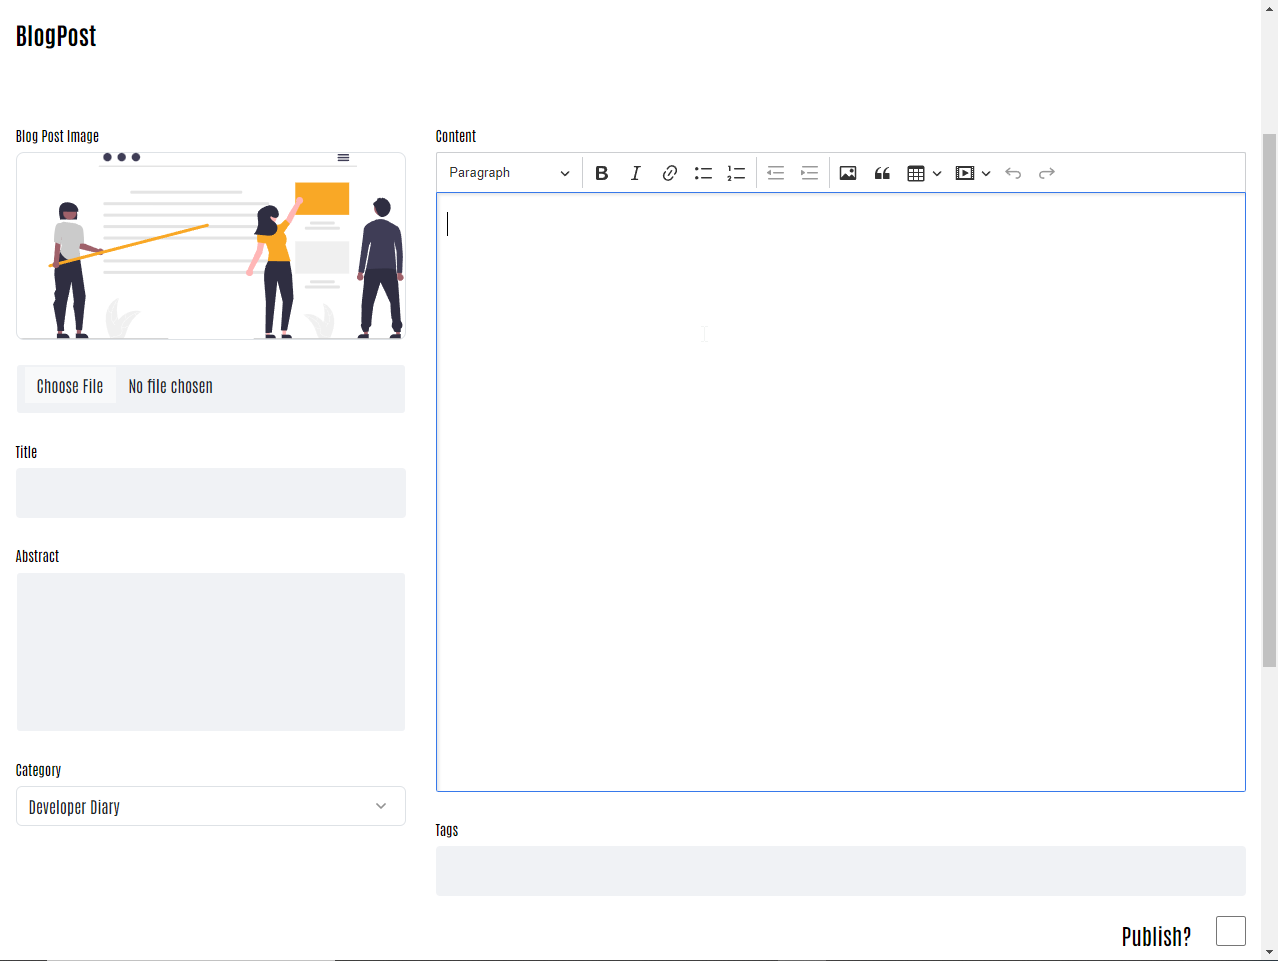 BlogPost
Blog Post Image
Choose File No file chosen
Title
Abstract
Category
Developer Diary
Content
Paragraph
Tags
Publish?